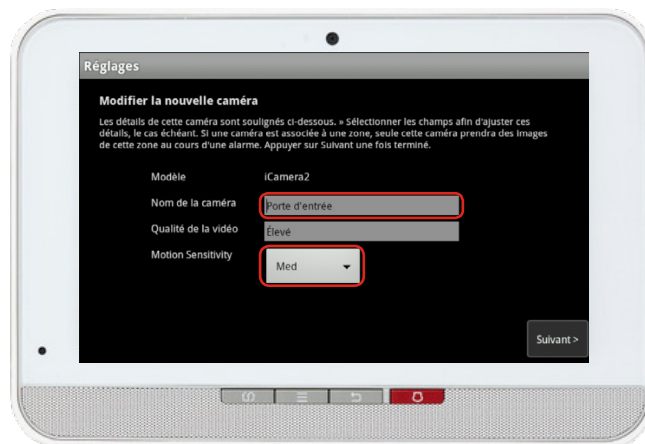 Réglages
Modifier la nouvelle caméra
Les détails de cette caméra sont soulignés ci-dessous. » Sélectionner les champs afin d'ajuster ces
détails, le cas échéant. Si une caméra est associée à une zone, seule cette caméra prendra des Images
de cette zone au cours d'une alarme. Appuyer sur Suivant une fois terminé.
Modèle iCamera2
Nom de la caméra Porte d'entrée
Qualité de la vidéo Élevé
Motion Sensitivity Med
Suivant >